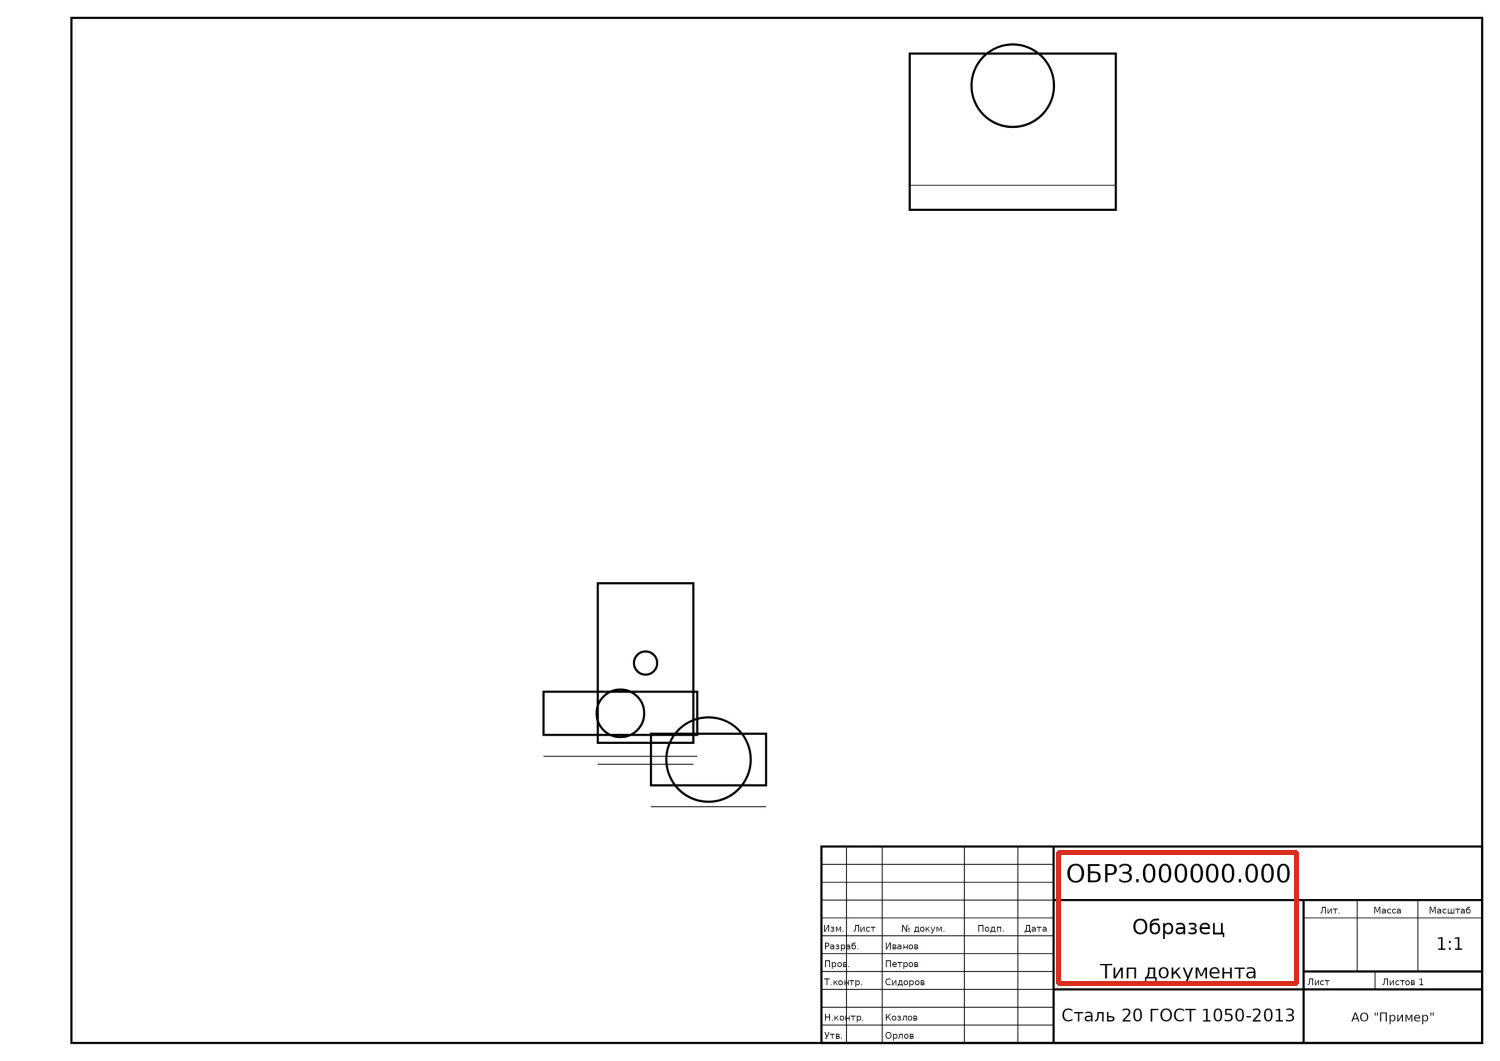 ОБРЗ.000000.000
Лит. Масса Масштаб
Изм. Лист № докум. Подп. Дата
Образец
1:1
Разраб. Иванов
Пров. Петров
Тип документа
Т.контр. Сидоров
Лист Листов 1
Н.контр. Козлов
Сталь 20 ГОСТ 1050-2013
АО "Пример"
Утв. Орлов